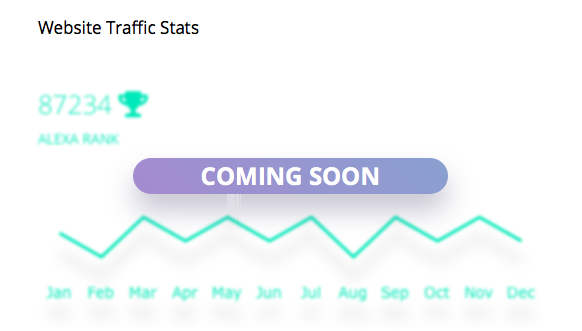 Website Traffic Stats
87234
ALEXA RANK
COMING SOON
Jan Feb Mar Apr May Jun Jul Aug Sep Oct Nov Dec